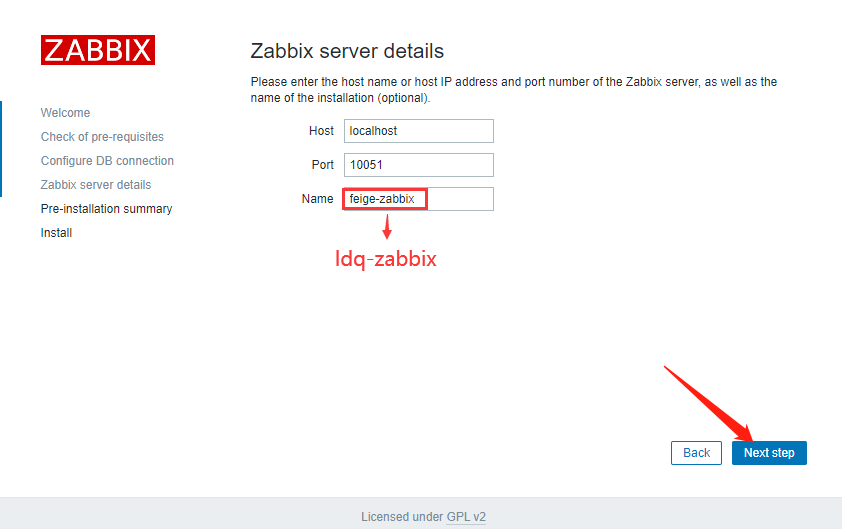 ZABBIX
Welcome
Check of pre-requisites
Configure DB connection
Zabbix server details
Pre-installation summary
Install
Zabbix server details
Please enter the host name or host IP address and port number of the Zabbix server, as well as the
name of the installation (optional).
Host localhost
Port 10051
Name feige-zabbix
ldq-zabbix
Back Next step
Licensed under GPL v2